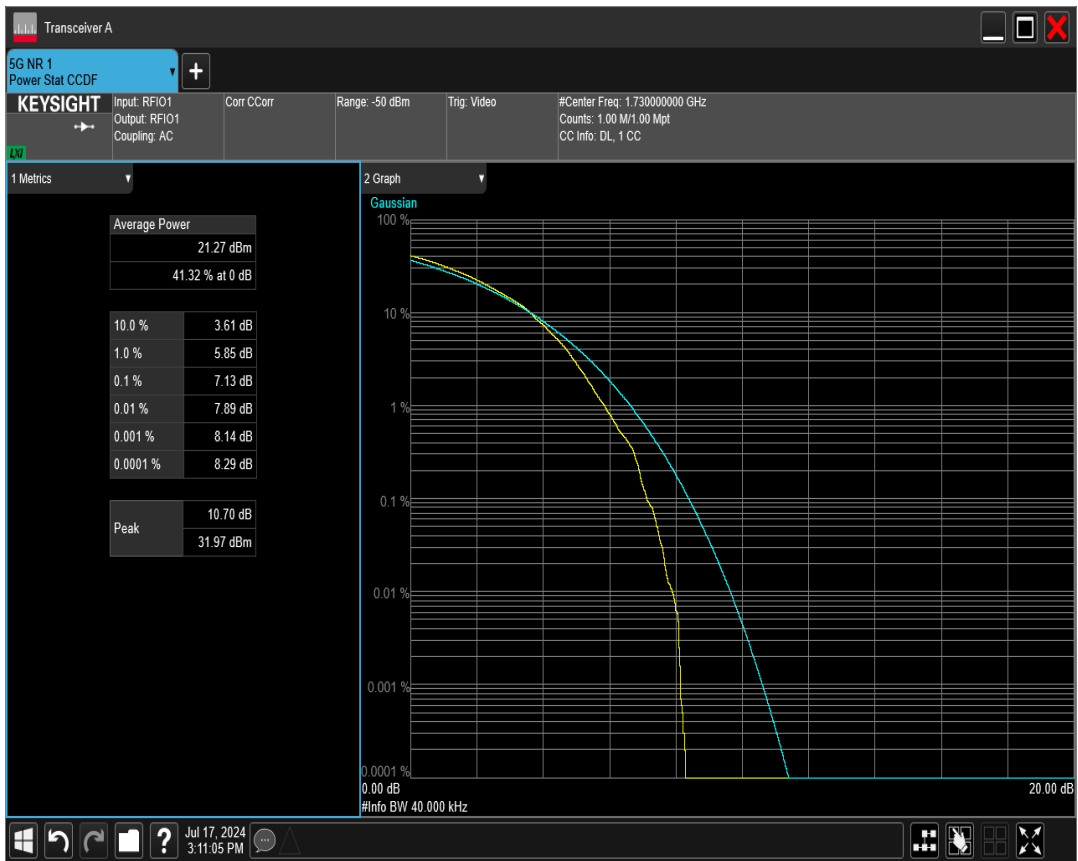 Transceiver A
5G NR 1
Power Stat CCDF
KEYSIGHT
LXI
Input: RFIO1
Output: RFIO1
Coupling: AC
Corr CCorr
Range: -50 dBm
Trig: Video
#Center Freq: 1.730000000 GHz
Counts: 1.00 M/1.00 Mpt
CC Info: DL, 1 CC
1 Metrics
Average Power
21.27 dBm
41.32 % at 0 dB
10.0 % 3.61 dB
1.0 % 5.85 dB
0.1 % 7.13 dB
0.01 % 7.89 dB
0.001 % 8.14 dB
0.0001 % 8.29 dB
Peak
10.70 dB
31.97 dBm
2 Graph
Gaussian
100 %
10 %
1 %
0.1 %
0.01 %
0.001 %
0.0001 %
0.00 dB 20.00 dB
#Info BW 40.000 kHz
?
Jul 17, 2024
3:11:05 PM